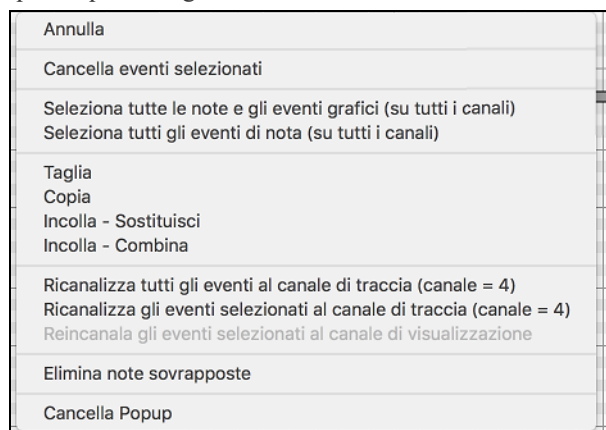 Annulla
Cancella eventi selezionati
Seleziona tutte le note e gli eventi grafici (su tutti i canali)
Seleziona tutti gli eventi di nota (su tutti i canali)
Taglia
Copia
Incolla - Sostituisci
Incolla - Combina
Ricanalizza tutti gli eventi al canale di traccia (canale = 4)
Ricanalizza gli eventi selezionati al canale di traccia (canale = 4)
Reincanala gli eventi selezionati al canale di visualizzazione
Elimina note sovrapposte
Cancella Popup